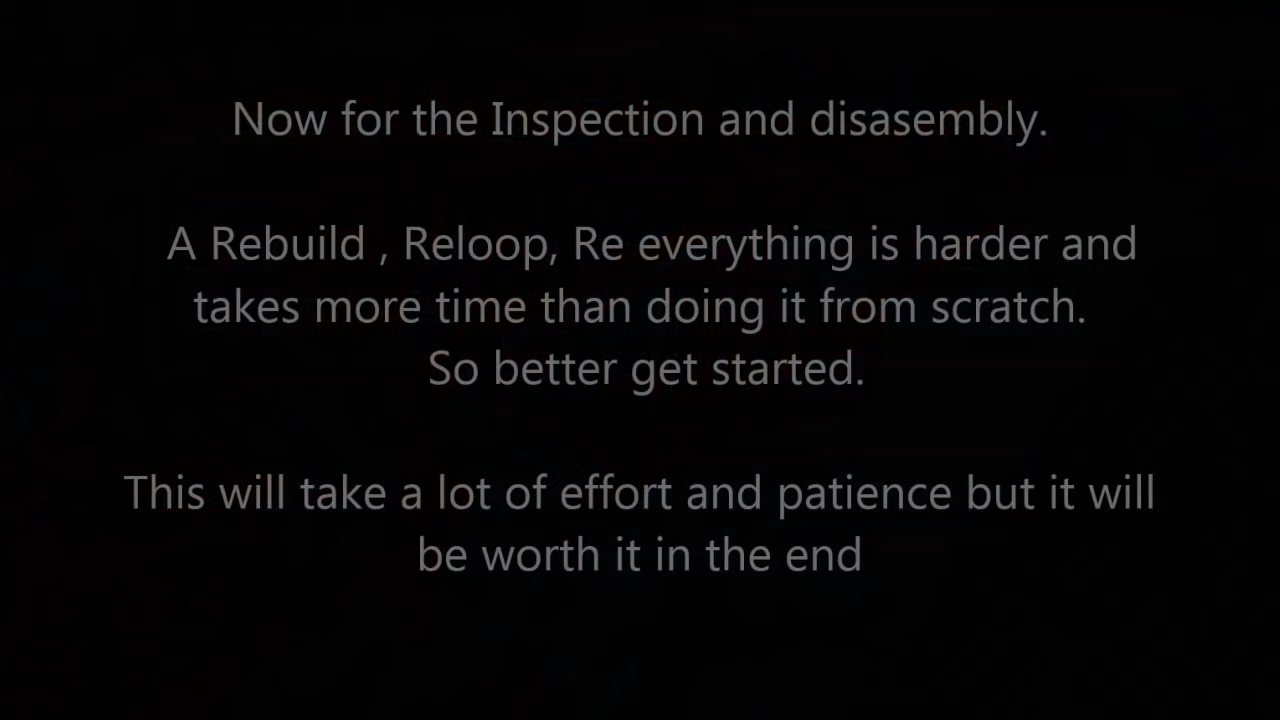 Now for the Inspection and disasembly.
A Rebuild , Reloop, Re everything is harder and
takes more time than doing it from scratch.
So better get started.
This will take a lot of effort and patience but it will
be worth it in the end